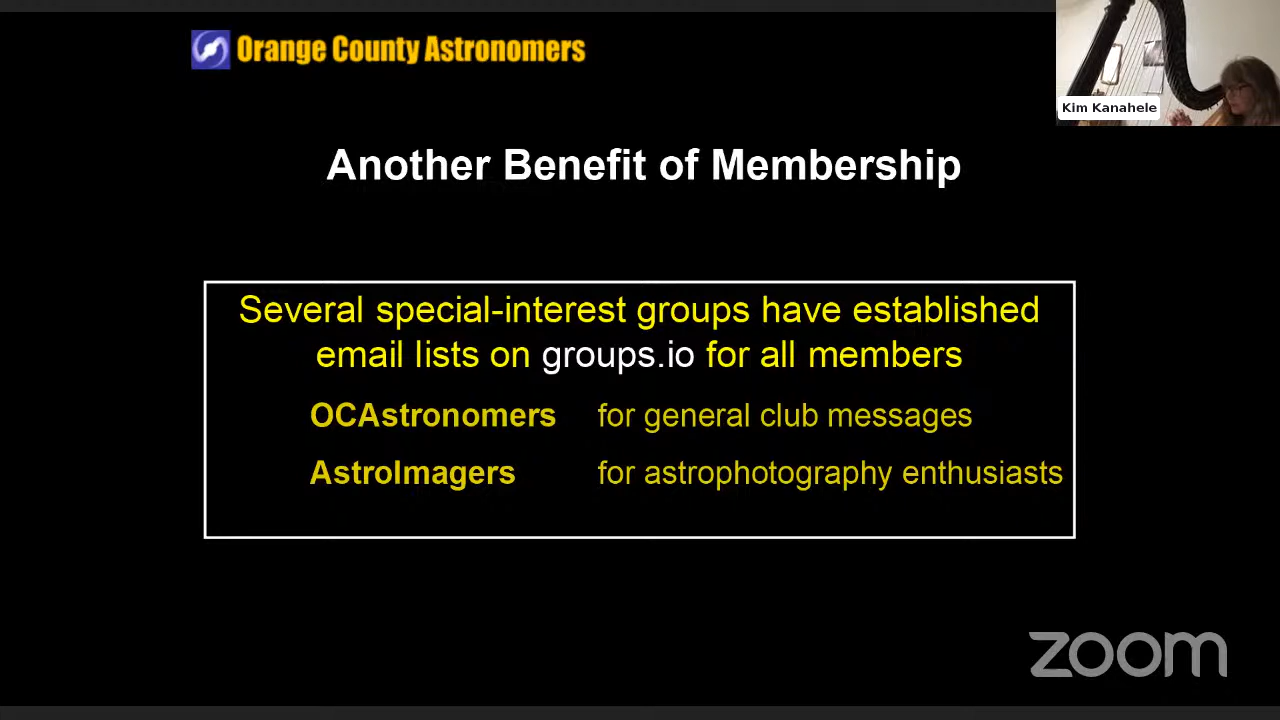 Orange County Astronomers
Kim Kanahele
Another Benefit of Membership
Several special-interest groups have established
email lists on groups.io for all members
OCAstronomers for general club messages
AstroImagers for astrophotography enthusiasts
zoom